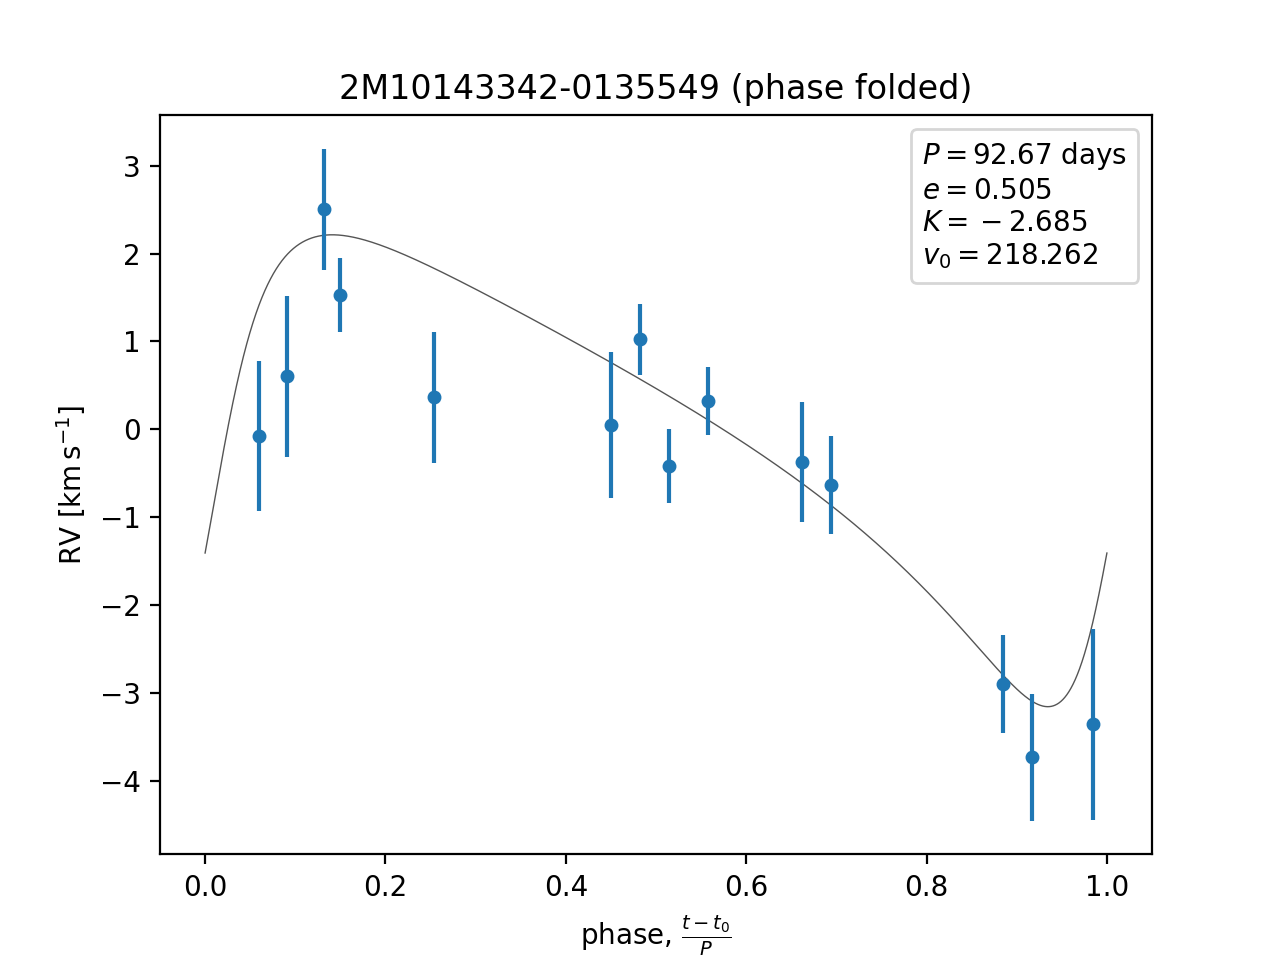 2M10143342-0135549 (phase folded)
P = 92.67 days
e = 0.505
K = −2.685
v₀ = 218.262
3
2
1
0
−1
−2
−3
−4
RV [km s⁻¹]
0.0 0.2 0.4 0.6 0.8 1.0
phase, (t − t₀)/P